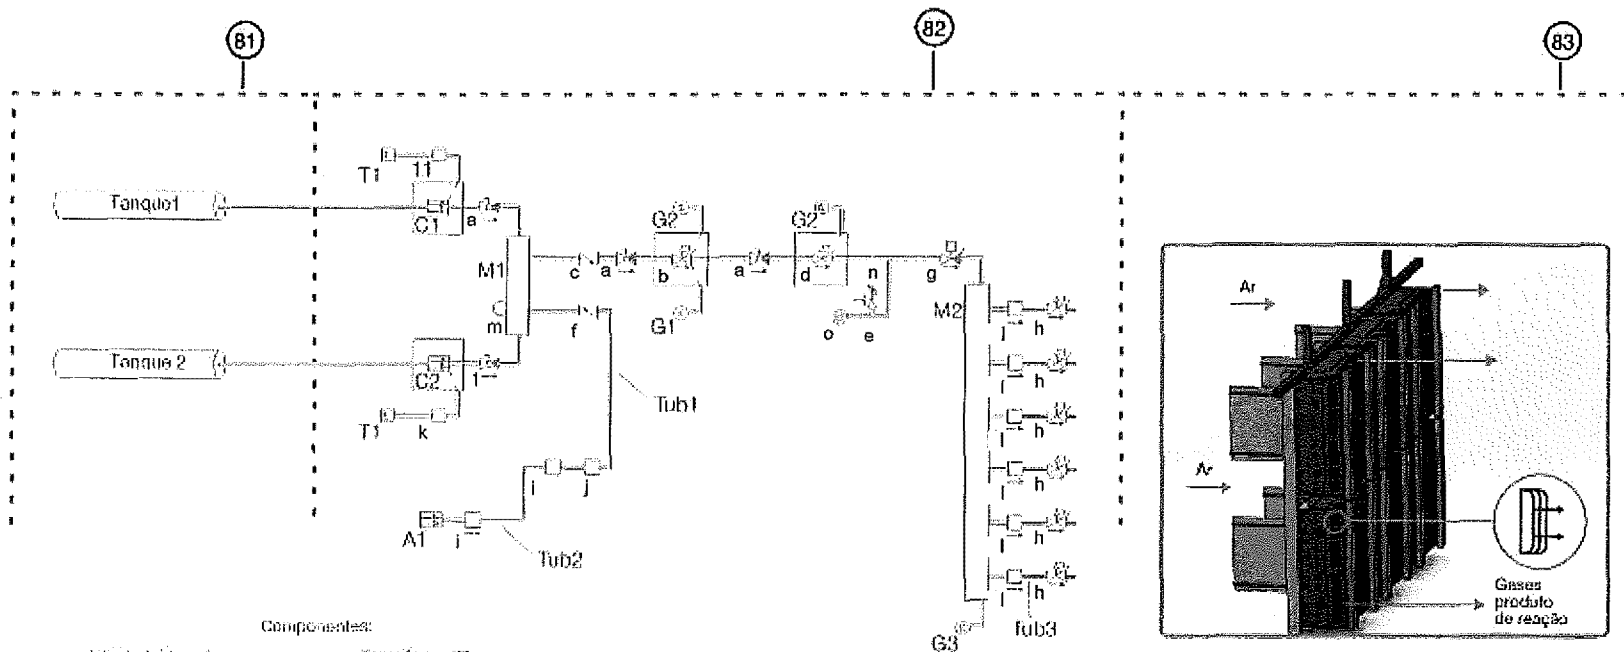 81
82
83
T1
11
Tanque1
C1
a
G2
G2
M1
c
a
b
a
d
n
g
M2
m
f
G1
o
e
Tanque 2
C2
1
Tub1
T1
k
i
j
A1
i
Tub2
j
h
i
h
i
h
i
h
i
h
i
h
Tub3
G3
Ar
Ar
Gases
produto
de reação
Componentes: